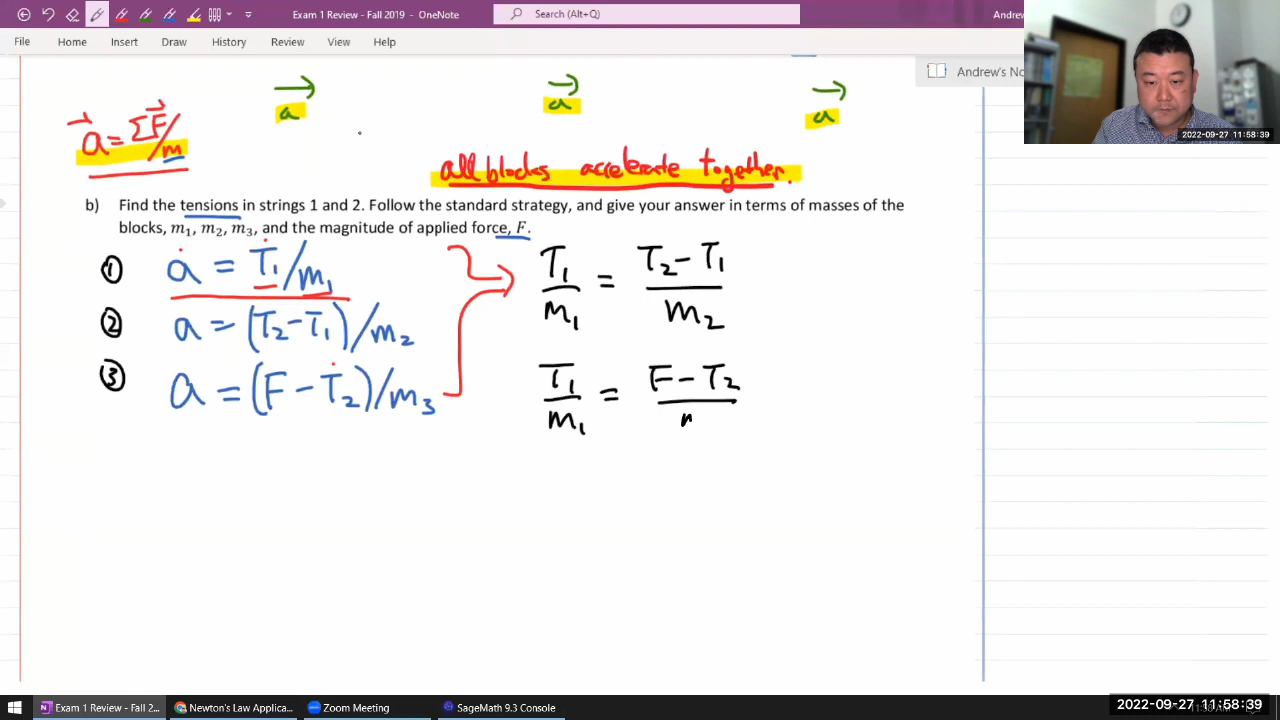 Exam 1 Review - Fall 2019 - OneNote
Search (Alt+Q)
File Home Insert Draw History Review View Help
Andrew's No
2022-09-27 11:58:39
a a a
a = ΣF/m
all blocks accelerate together.
b) Find the tensions in strings 1 and 2. Follow the standard strategy, and give your answer in terms of masses of the
blocks, m₁, m₂, m₃, and the magnitude of applied force, F.
① a = T₁/m₁
② a = (T₂-T₁)/m₂
③ a = (F-T₂)/m₃
T₁/m₁ = (T₂-T₁)/m₂
T₁/m₁ = (F-T₂)/
Exam 1 Review - Fall 2... Newton's Law Applica... Zoom Meeting SageMath 9.3 Console
2022-09-27 11:58:39